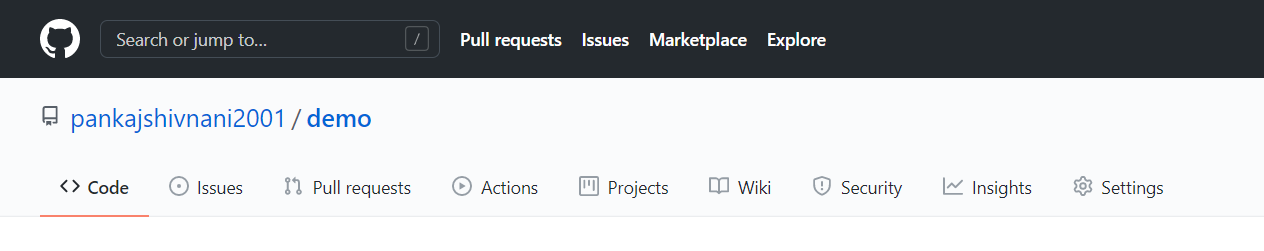 Search or jump to... / Pull requests Issues Marketplace Explore
pankajshivnani2001 / demo
Code Issues Pull requests Actions Projects Wiki Security Insights Settings